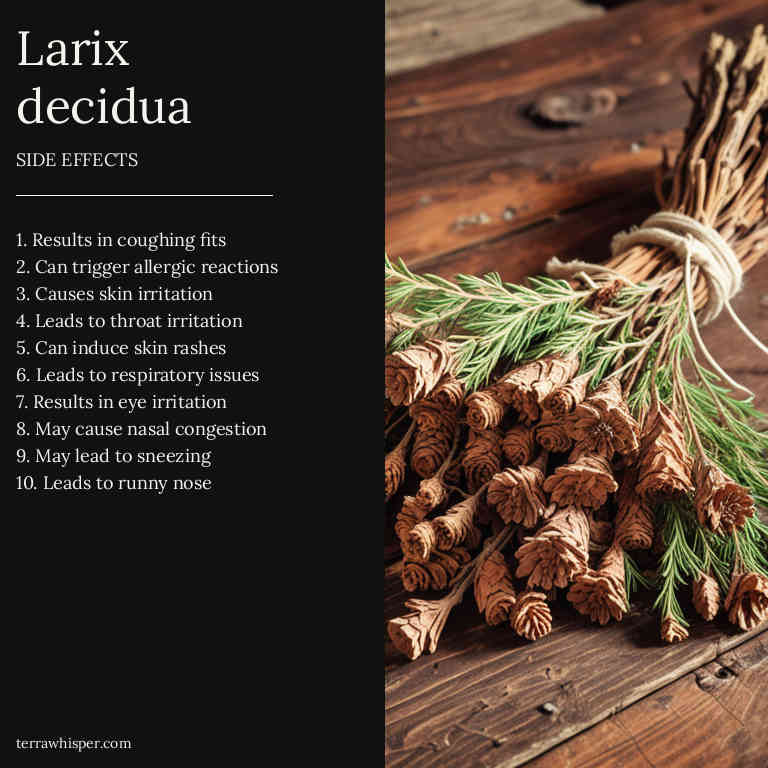 Larix
decidua
SIDE EFFECTS
1. Results in coughing fits
2. Can trigger allergic reactions
3. Causes skin irritation
4. Leads to throat irritation
5. Can induce skin rashes
6. Leads to respiratory issues
7. Results in eye irritation
8. May cause nasal congestion
9. May lead to sneezing
10. Leads to runny nose
terrawhisper.com